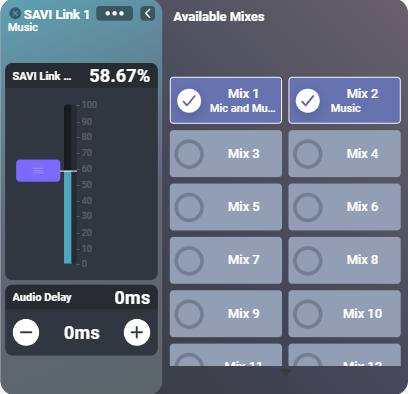 SAVI Link 1
Music
SAVI Link ...
58.67%
100
90
80
70
60
50
40
30
20
10
0
Audio Delay
0ms
0ms
Available Mixes
Mix 1
Mic and Mu...
Mix 2
Music
Mix 3
Mix 4
Mix 5
Mix 6
Mix 7
Mix 8
Mix 9
Mix 10
Mix 11
Mix 12